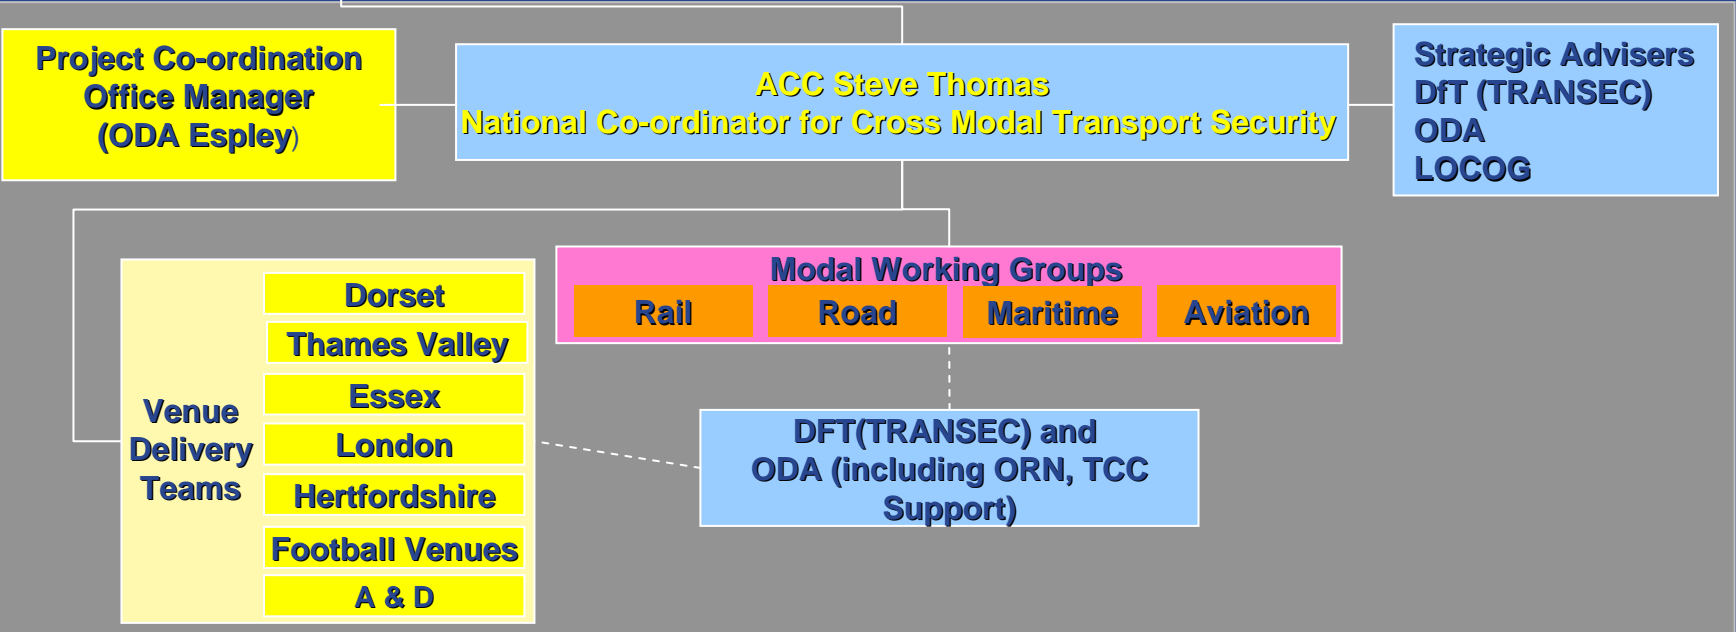 Project Co-ordination
Office Manager
(ODA Espley)
ACC Steve Thomas
National Co-ordinator for Cross Modal Transport Security
Strategic Advisers
DfT (TRANSEC)
ODA
LOCOG
Venue
Delivery
Teams
Dorset
Thames Valley
Essex
London
Hertfordshire
Football Venues
A & D
Modal Working Groups
Rail
Road
Maritime
Aviation
DFT(TRANSEC) and
ODA (including ORN, TCC
Support)